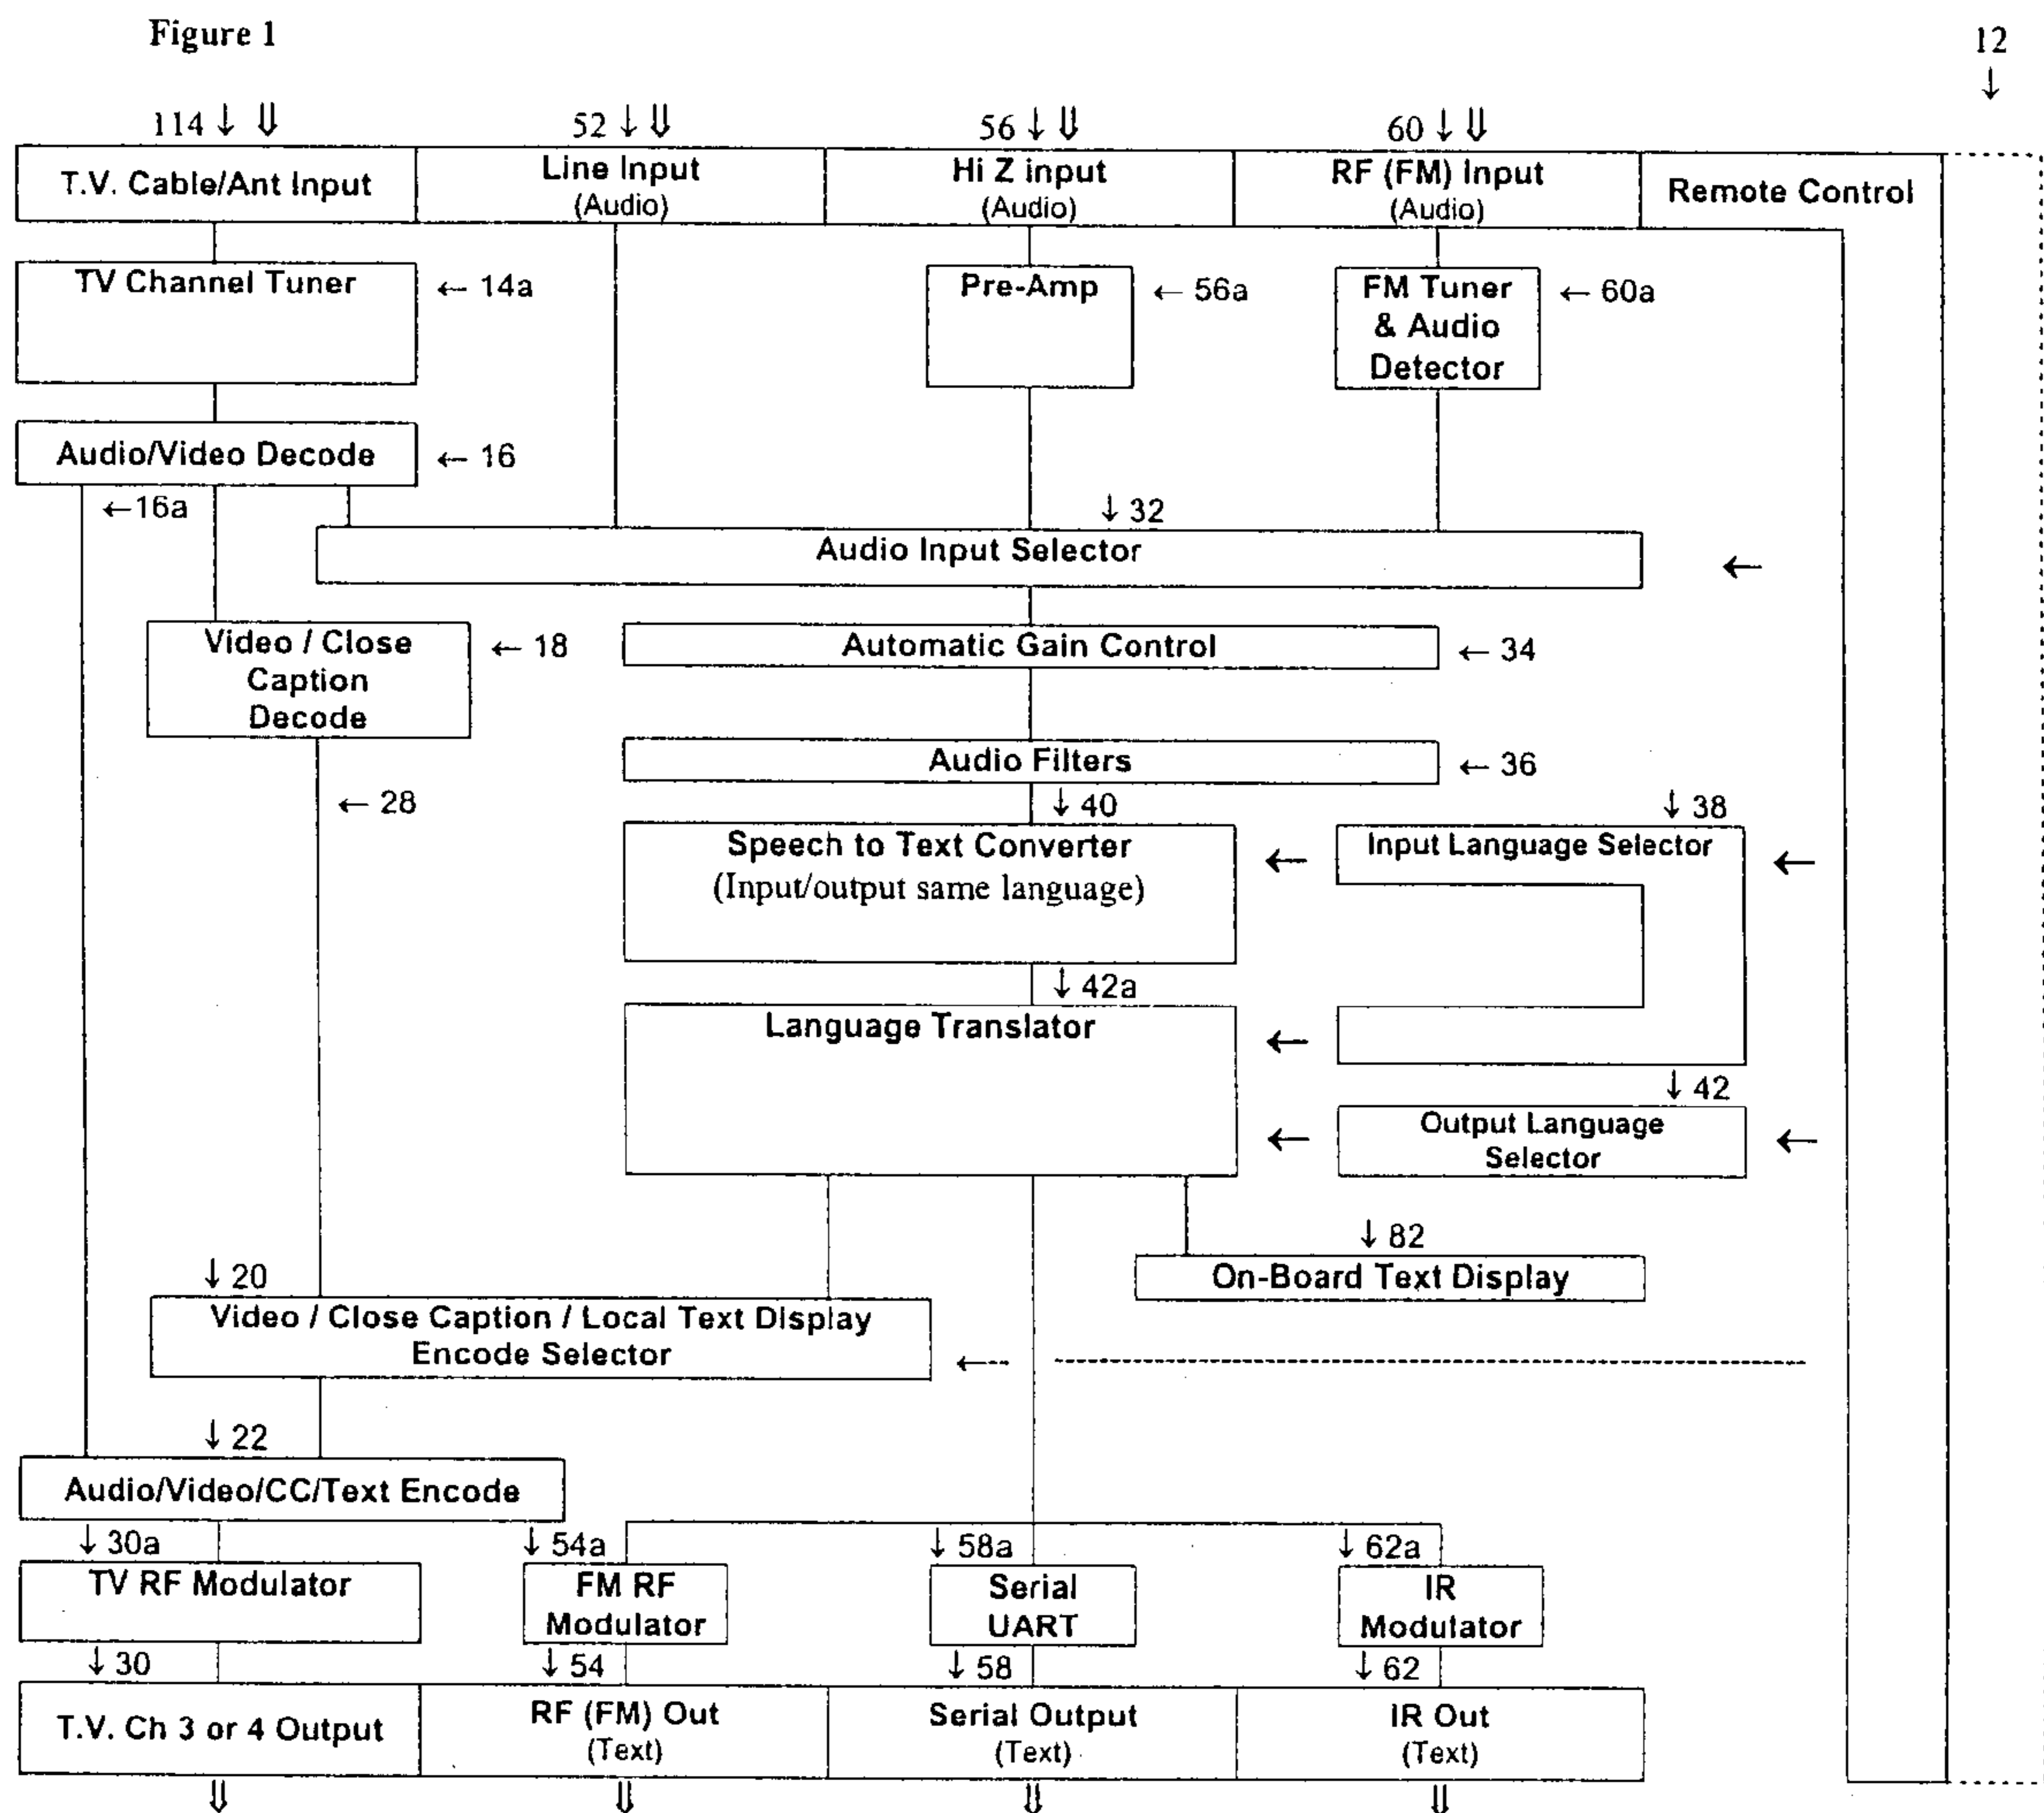 Figure 1
12
↓
114 ↓ ⇓
52 ↓ ⇓
56 ↓ ⇓
60 ↓ ⇓
T.V. Cable/Ant Input
Line Input
(Audio)
Hi Z input
(Audio)
RF (FM) Input
(Audio)
Remote Control
TV Channel Tuner
← 14a
Pre-Amp
← 56a
FM Tuner
& Audio
Detector
← 60a
Audio/Video Decode
← 16
←16a
↓ 32
Audio Input Selector
←
Video / Close
Caption
Decode
← 18
Automatic Gain Control
← 34
Audio Filters
← 36
← 28
↓ 40
↓ 38
Speech to Text Converter
(Input/output same language)
←
Input Language Selector
←
↓ 42a
Language Translator
←
↓ 42
←
Output Language
Selector
←
↓ 82
On-Board Text Display
↓ 20
Video / Close Caption / Local Text Display
Encode Selector
←
↓ 22
Audio/Video/CC/Text Encode
↓ 30a
↓ 54a
↓ 58a
↓ 62a
TV RF Modulator
FM RF
Modulator
Serial
UART
IR
Modulator
↓ 30
↓ 54
↓ 58
↓ 62
T.V. Ch 3 or 4 Output
RF (FM) Out
(Text)
Serial Output
(Text)
IR Out
(Text)
⇓ ⇓ ⇓ ⇓